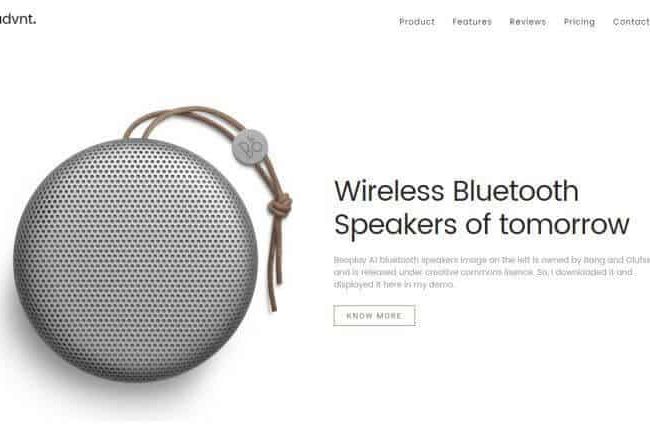 advnt.
Product Features Reviews Pricing Contact
Wireless Bluetooth
Speakers of tomorrow
Beoplay A1 bluetooth speakers image on the left is owned by Bang and
and is released under creative commons lisence. So, I downloaded it and
displayed it here in my demo.
KNOW MORE